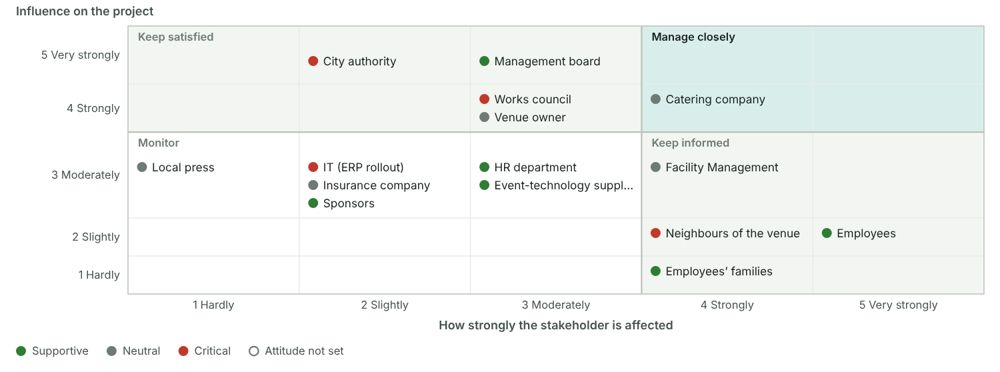 Influence on the project
Keep satisfied
Manage closely
5 Very strongly
City authority
Management board
4 Strongly
Works council
Catering company
Venue owner
Monitor
Keep informed
3 Moderately
Local press
IT (ERP rollout)
HR department
Facility Management
Insurance company
Event-technology suppl...
Sponsors
2 Slightly
Neighbours of the venue
Employees
1 Hardly
Employees’ families
1 Hardly
2 Slightly
3 Moderately
4 Strongly
5 Very strongly
How strongly the stakeholder is affected
Supportive
Neutral
Critical
Attitude not set